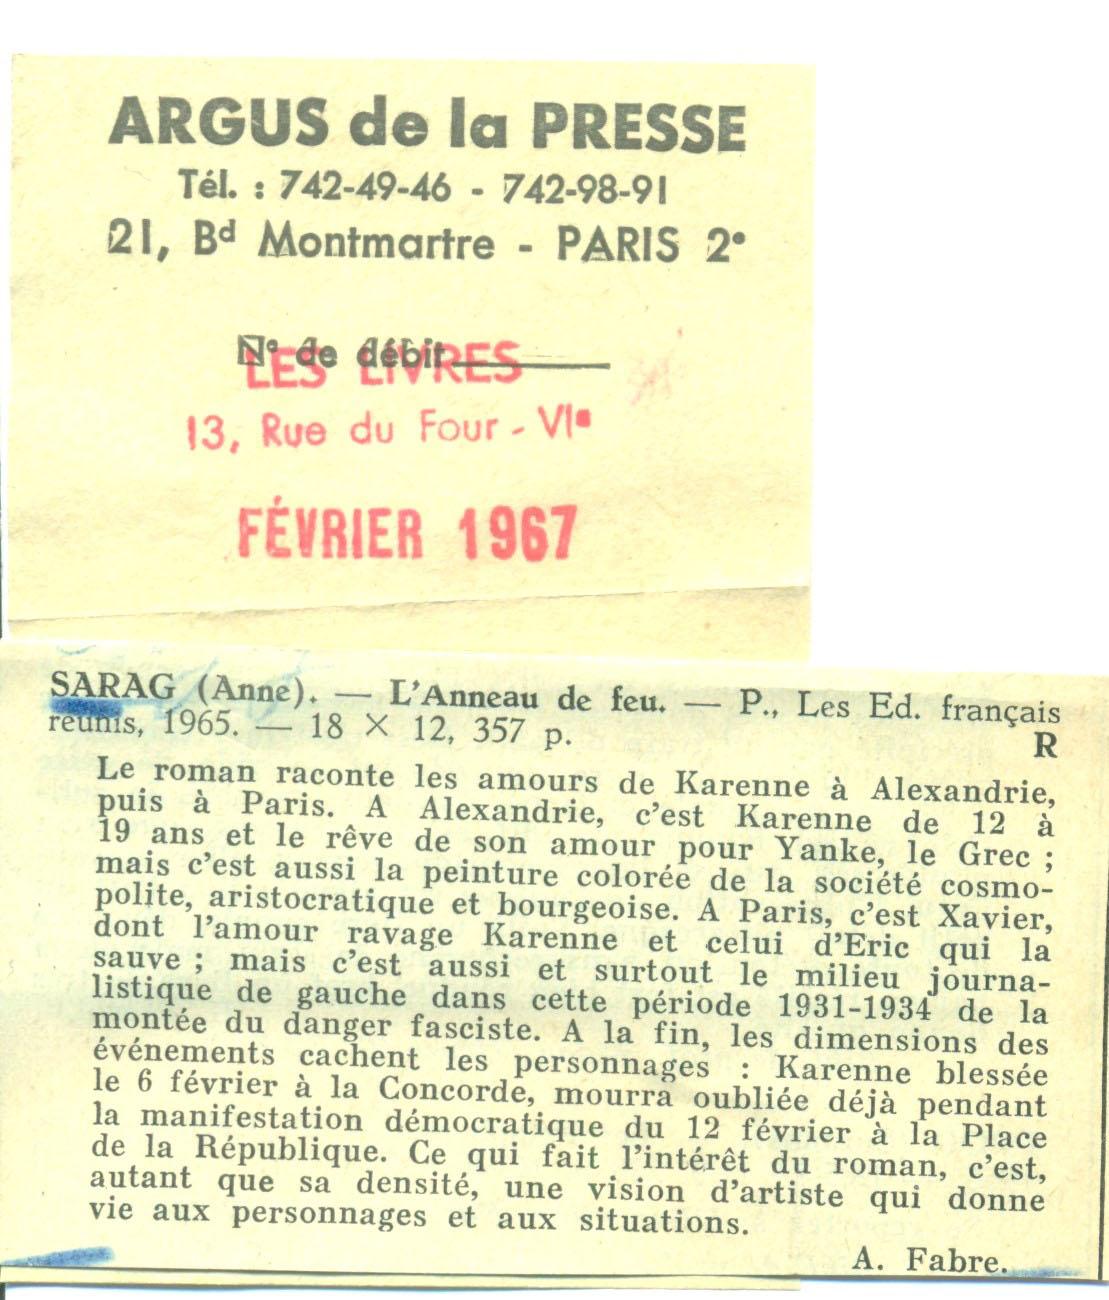 ARGUS de la PRESSE
Tél. : 742-49-46 - 742-98-91
21, Bd Montmartre - PARIS 2e
N° de débit
LES LIVRES
13, Rue du Four - VIe
FÉVRIER 1967
SARAG (Anne). — L'Anneau de feu. — P., Les Ed. français
réunis, 1965. — 18 × 12, 357 p.
R
Le roman raconte les amours de Karenne à Alexandrie,
puis à Paris. A Alexandrie, c'est Karenne de 12 à
19 ans et le rêve de son amour pour Yanke, le Grec ;
mais c'est aussi la peinture colorée de la société cosmo-
polite, aristocratique et bourgeoise. A Paris, c'est Xavier,
dont l'amour ravage Karenne et celui d'Eric qui la
sauve ; mais c'est aussi et surtout le milieu journa-
listique de gauche dans cette période 1931-1934 de la
montée du danger fasciste. A la fin, les dimensions des
événements cachent les personnages : Karenne blessée
le 6 février à la Concorde, mourra oubliée déjà pendant
la manifestation démocratique du 12 février à la Place
de la République. Ce qui fait l'intérêt du roman, c'est,
autant que sa densité, une vision d'artiste qui donne
vie aux personnages et aux situations.
A. Fabre.